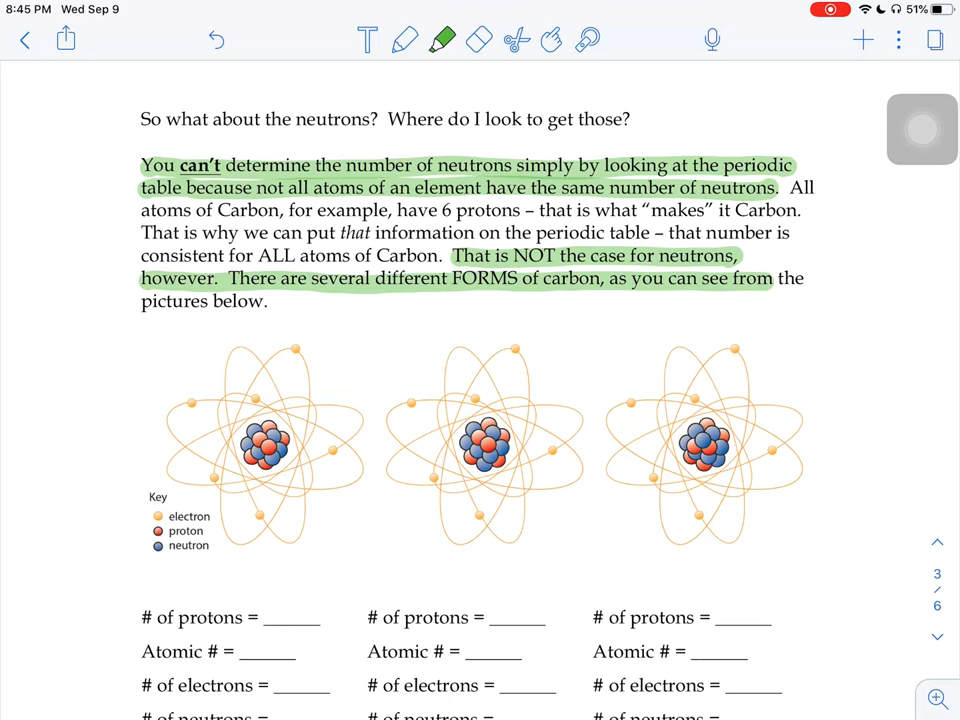 8:45 PM Wed Sep 9
51%
T
So what about the neutrons? Where do I look to get those?
You can't determine the number of neutrons simply by looking at the periodic
table because not all atoms of an element have the same number of neutrons. All
atoms of Carbon, for example, have 6 protons – that is what “makes” it Carbon.
That is why we can put that information on the periodic table – that number is
consistent for ALL atoms of Carbon. That is NOT the case for neutrons,
however. There are several different FORMS of carbon, as you can see from the
pictures below.
Key
electron
proton
neutron
3
/
6
# of protons = ______ # of protons = ______ # of protons = ______
Atomic # = ______ Atomic # = ______ Atomic # = ______
# of electrons = ______ # of electrons = ______ # of electrons = ______
# of neutrons = # of neutrons = # of neutrons =